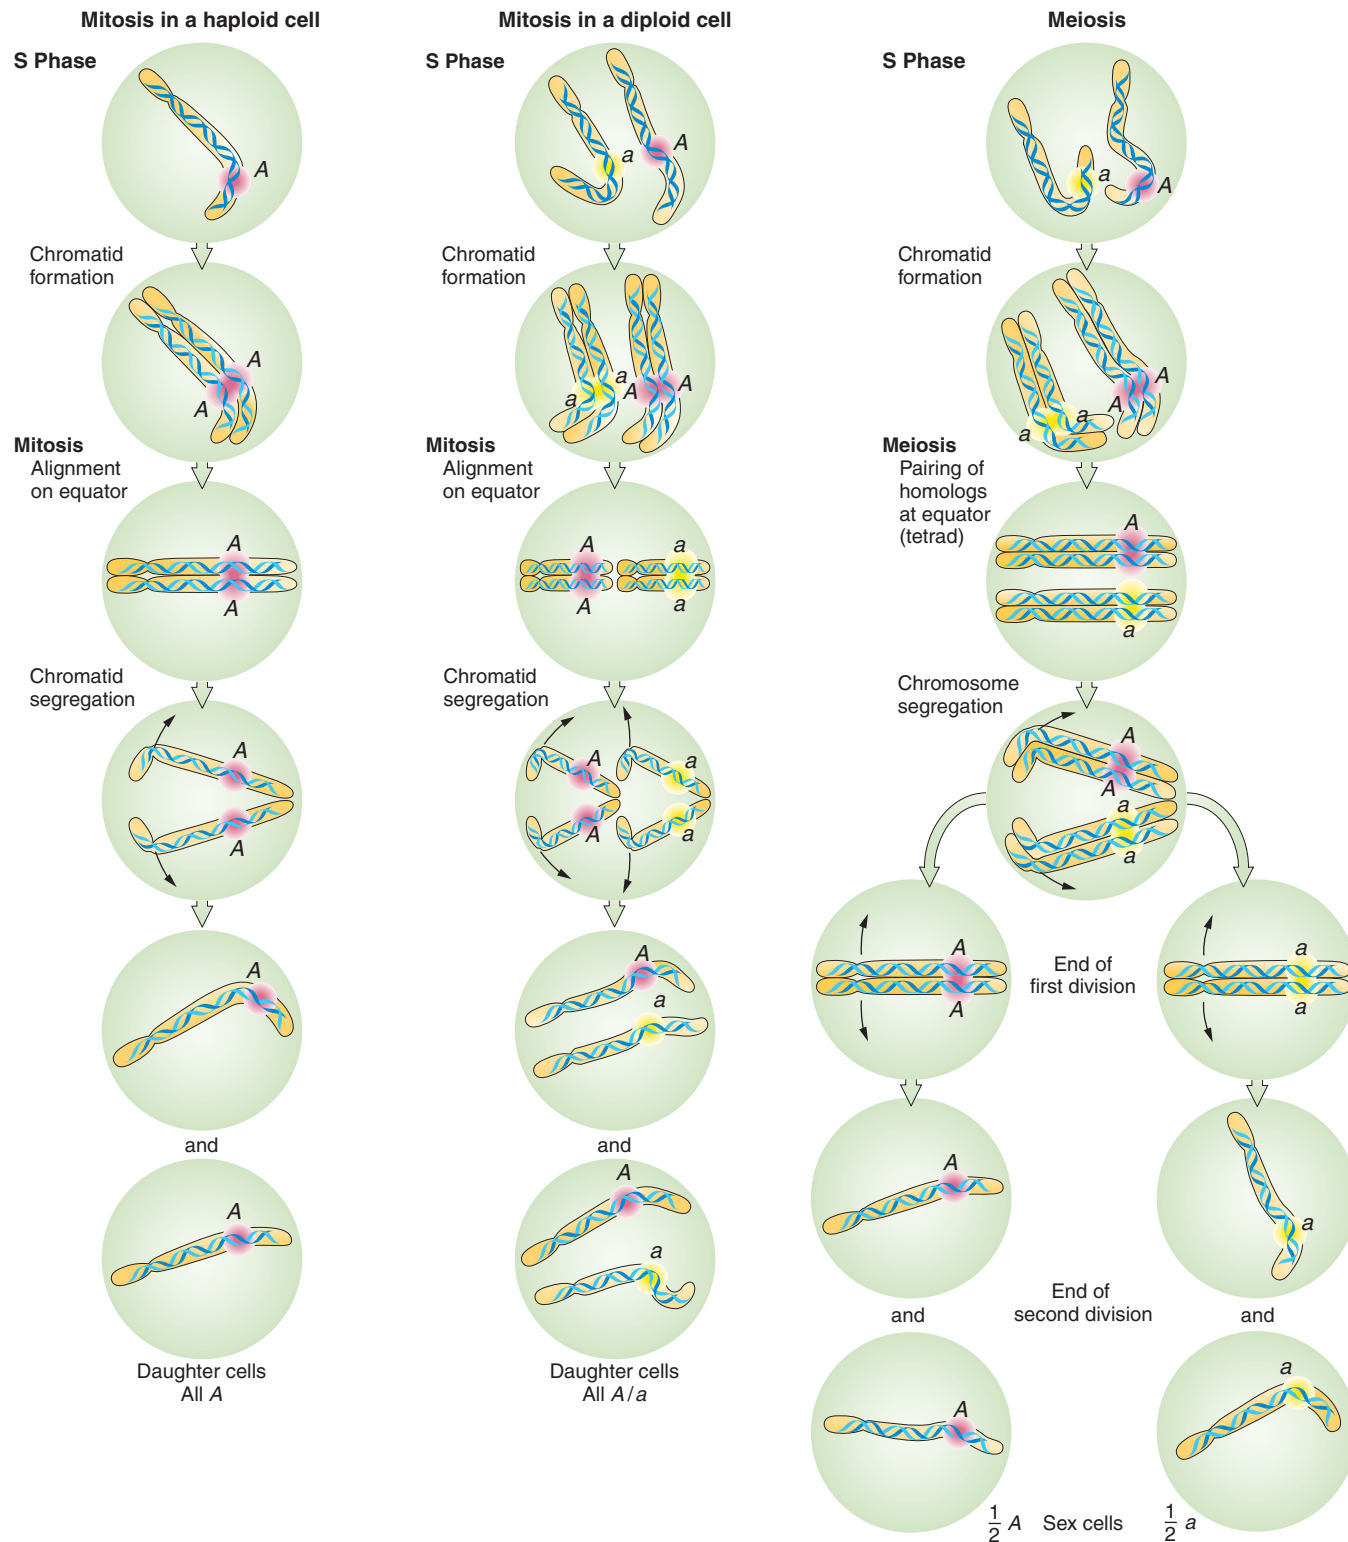 Mitosis in a haploid cell
S Phase
A
Chromatid
formation
A
A
Mitosis
Alignment
on equator
A
A
Chromatid
segregation
A
A
A
and
A
Daughter cells
All A
Mitosis in a diploid cell
S Phase
a
A
Chromatid
formation
a
a
A
A
Mitosis
Alignment
on equator
A
a
A
a
Chromatid
segregation
A
a
A
a
A
a
and
A
a
Daughter cells
All A/a
Meiosis
S Phase
a
A
Chromatid
formation
A
A
a
a
Meiosis
Pairing of
homologs
at equator
(tetrad)
A
a
Chromosome
segregation
A
A
a
a
A
A
End of
first division
a
a
A
a
and
End of
second division
and
A
a
1/2 A Sex cells 1/2 a